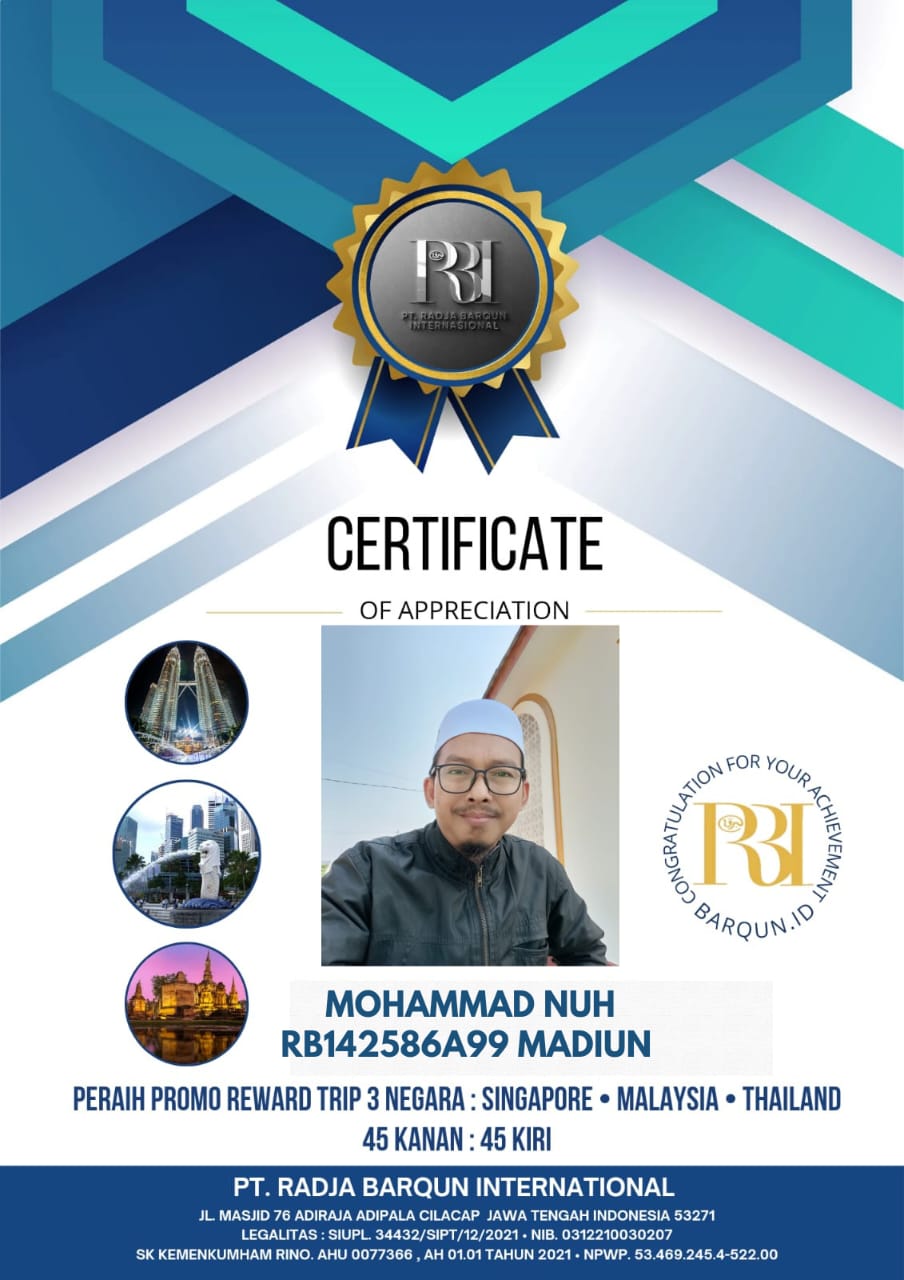 RBI
PT. RADJA BARQUN
INTERNASIONAL
CERTIFICATE
OF APPRECIATION
CONGRATULATION FOR YOUR ACHIEVEMENT
RBI
BARQUN.ID
MOHAMMAD NUH
RB142586A99 MADIUN
PERAIH PROMO REWARD TRIP 3 NEGARA : SINGAPORE • MALAYSIA • THAILAND
45 KANAN : 45 KIRI
PT. RADJA BARQUN INTERNATIONAL
JL. MASJID 76 ADIRAJA ADIPALA CILACAP JAWA TENGAH INDONESIA 53271
LEGALITAS : SIUPL. 34432/SIPT/12/2021 • NIB. 0312210030207
SK KEMENKUMHAM RINO. AHU 0077366 , AH 01.01 TAHUN 2021 • NPWP. 53.469.245.4-522.00